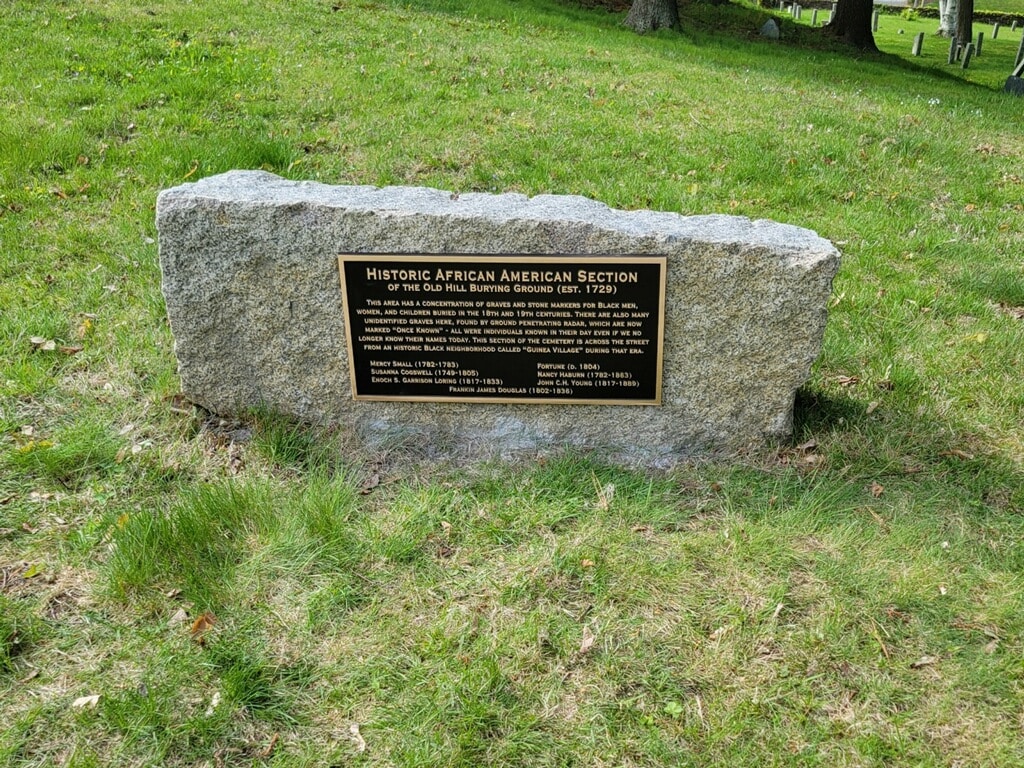 Historic African American Section
of the Old Hill Burying Ground (est. 1729)
This area has a concentration of graves and stone markers for Black men,
women, and children buried in the 18th and 19th centuries. There are also many
unidentified graves here, found by ground penetrating radar, which are now
marked "Once Known" - all were individuals known in their day even if we no
longer know their names today. This section of the cemetery is across the street
from an historic Black neighborhood called "Guinea Village" during that era.
Mercy Small (1782-1783)
Susanna Cogswell (1749-1805)
Enoch S. Garrison Loring (1817-1833)
Fortune (d. 1804)
Nancy Haburn (1782-1863)
John C.H. Young (1817-1889)
Frankin James Douglas (1802-1836)